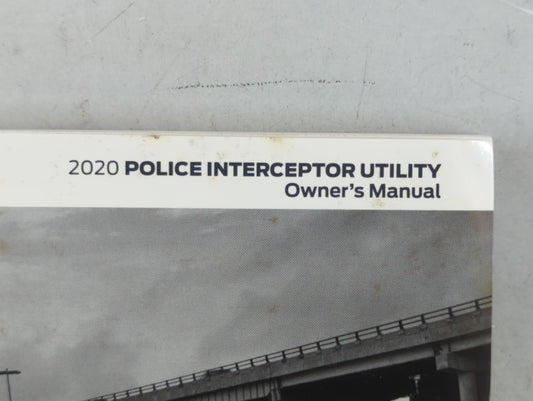 2020 POLICE INTERCEPTOR UTILITY
Owner's Manual